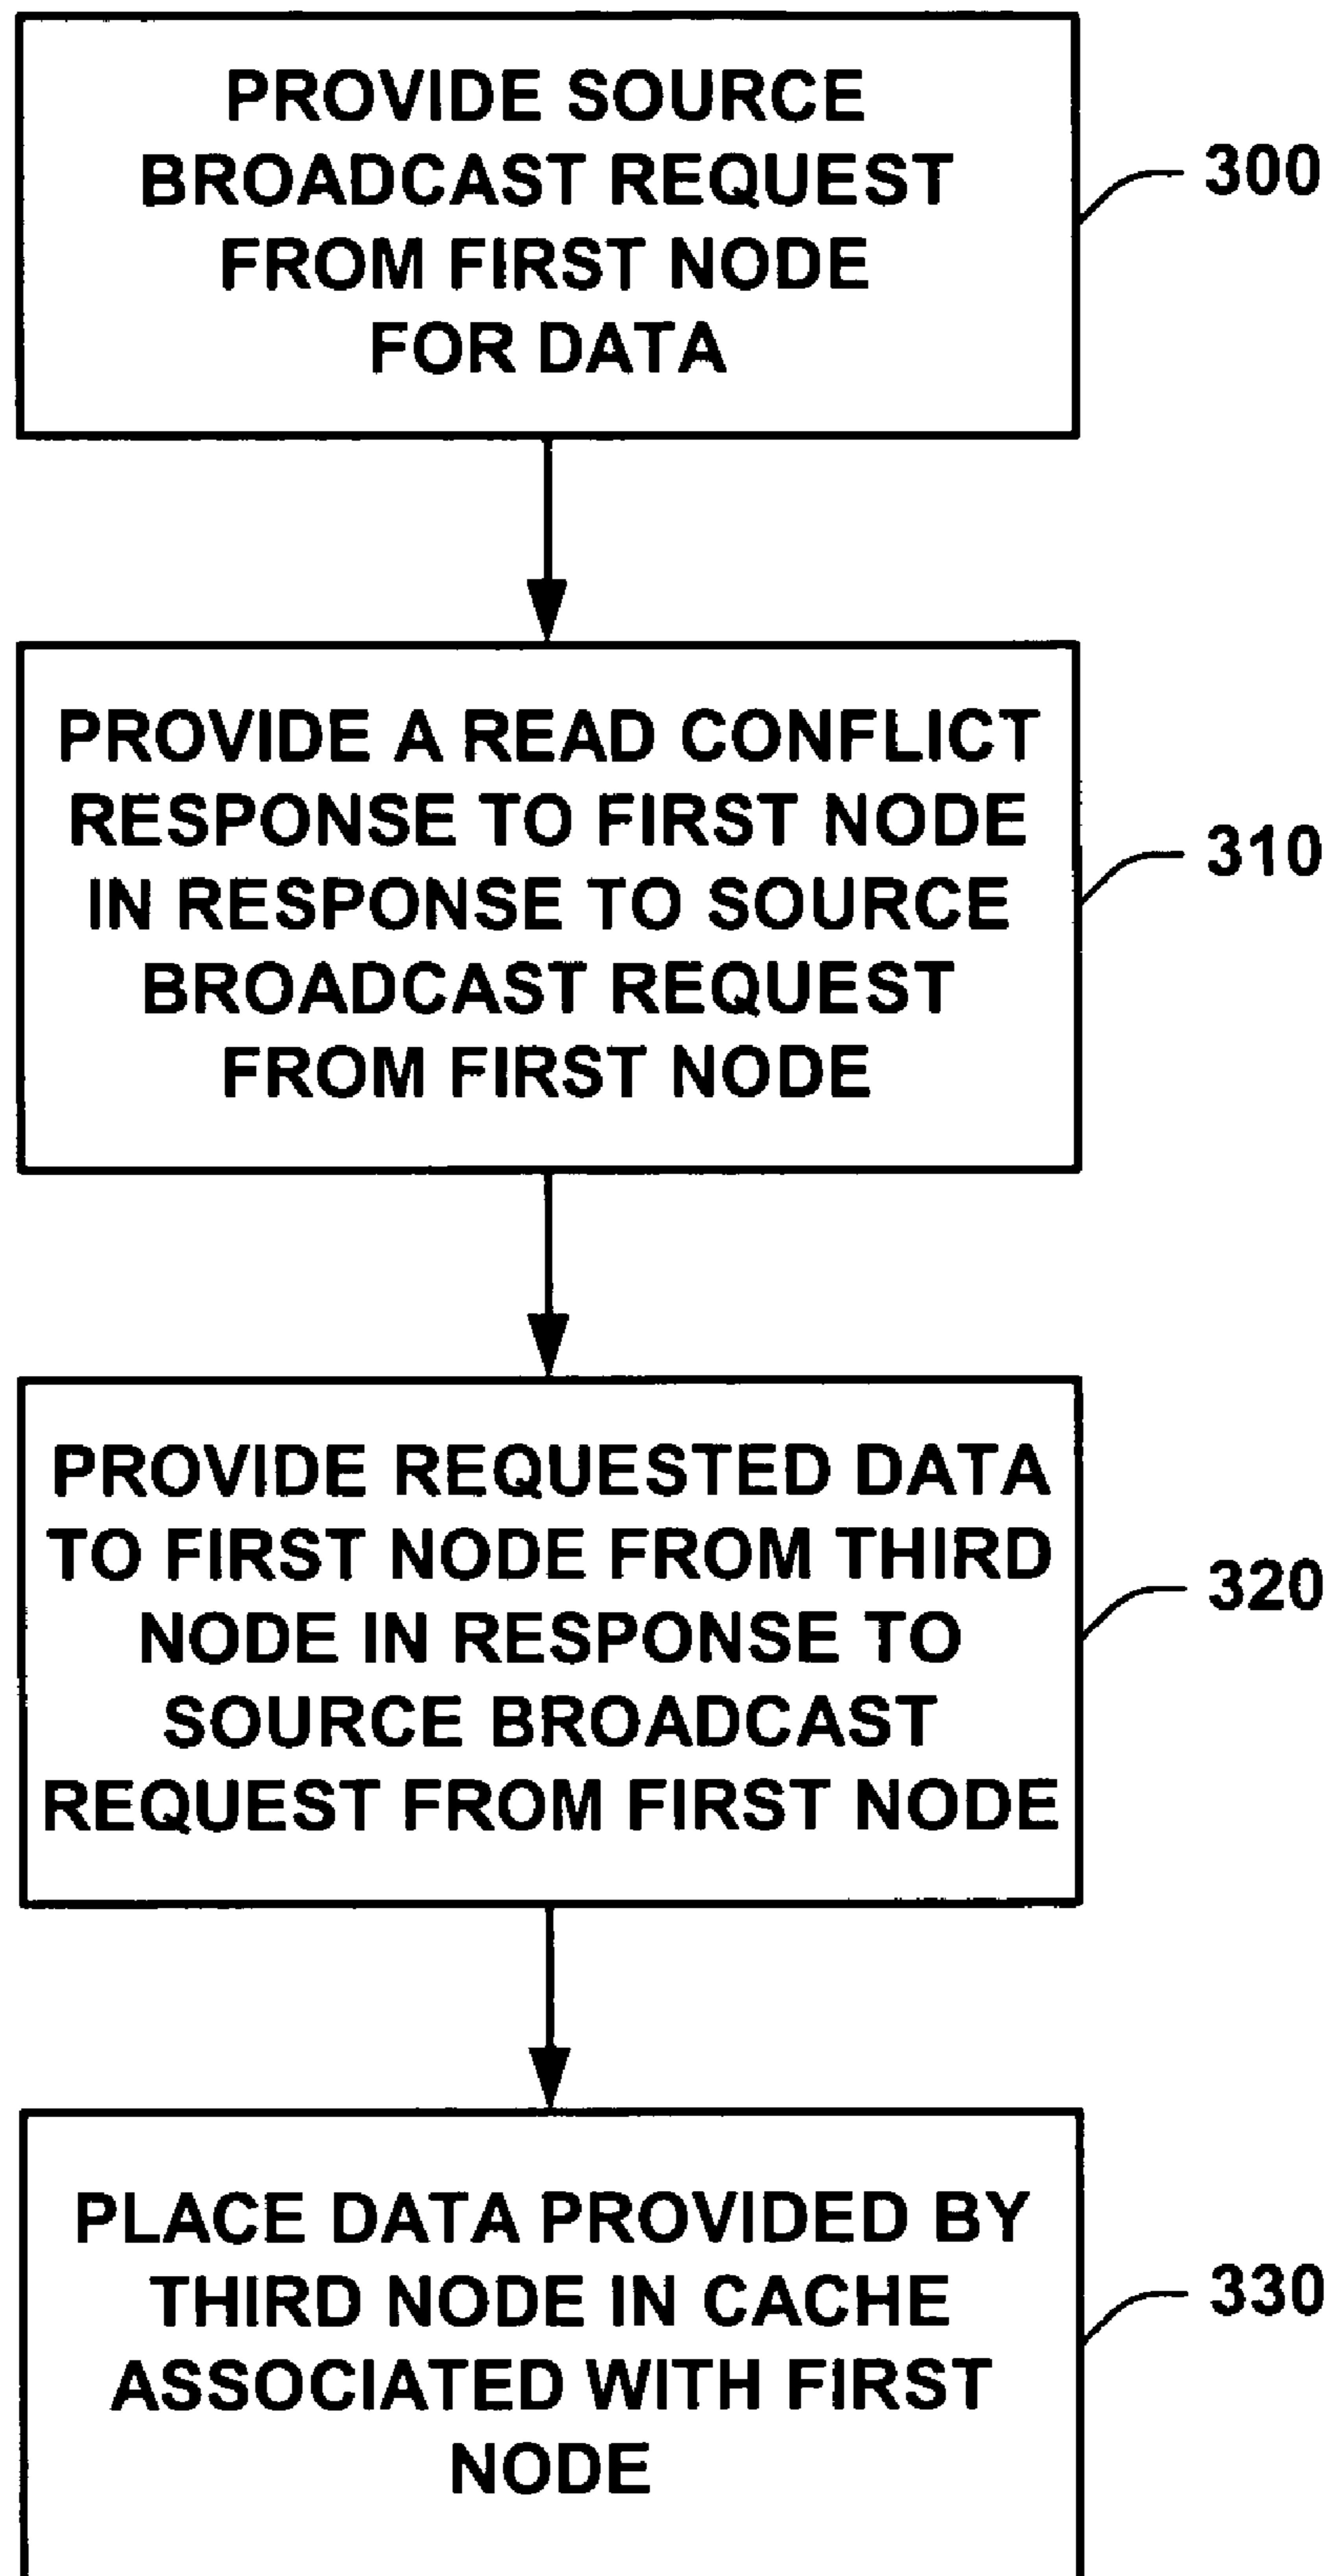 PROVIDE SOURCE
BROADCAST REQUEST
FROM FIRST NODE
FOR DATA
300
PROVIDE A READ CONFLICT
RESPONSE TO FIRST NODE
IN RESPONSE TO SOURCE
BROADCAST REQUEST
FROM FIRST NODE
310
PROVIDE REQUESTED DATA
TO FIRST NODE FROM THIRD
NODE IN RESPONSE TO
SOURCE BROADCAST
REQUEST FROM FIRST NODE
320
PLACE DATA PROVIDED BY
THIRD NODE IN CACHE
ASSOCIATED WITH FIRST
NODE
330